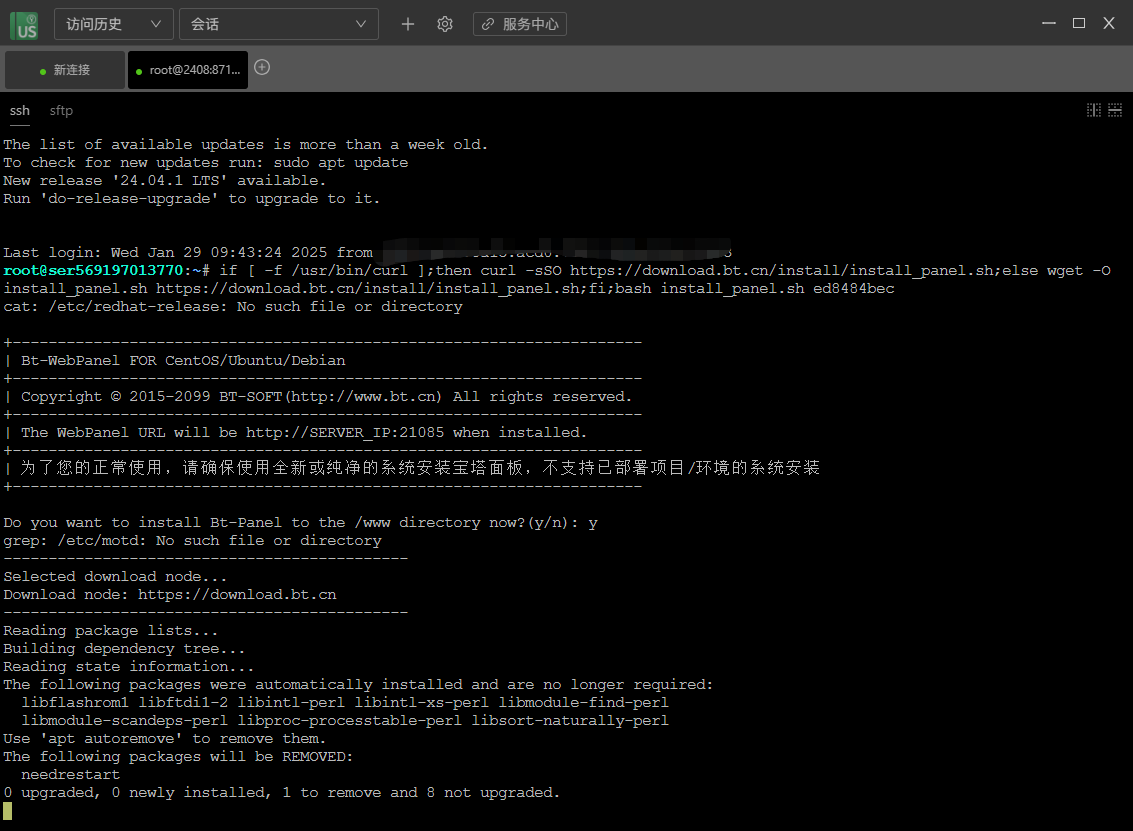 US
访问历史
会话
服务中心
新连接
root@2408:871...
ssh
sftp
The list of available updates is more than a week old.
To check for new updates run: sudo apt update
New release '24.04.1 LTS' available.
Run 'do-release-upgrade' to upgrade to it.
Last login: Wed Jan 29 09:43:24 2025 from
root@ser569197013770:~# if [ -f /usr/bin/curl ];then curl -sSO https://download.bt.cn/install/install_panel.sh;else wget -O
install_panel.sh https://download.bt.cn/install/install_panel.sh;fi;bash install_panel.sh ed8484bec
cat: /etc/redhat-release: No such file or directory
+----------------------------------------------------------------------
| Bt-WebPanel FOR CentOS/Ubuntu/Debian
+----------------------------------------------------------------------
| Copyright © 2015-2099 BT-SOFT(http://www.bt.cn) All rights reserved.
+----------------------------------------------------------------------
| The WebPanel URL will be http://SERVER_IP:21085 when installed.
+----------------------------------------------------------------------
| 为了您的正常使用，请确保使用全新或纯净的系统安装宝塔面板，不支持已部署项目/环境的系统安装
+----------------------------------------------------------------------
Do you want to install Bt-Panel to the /www directory now?(y/n): y
grep: /etc/motd: No such file or directory
---------------------------------------------
Selected download node...
Download node: https://download.bt.cn
---------------------------------------------
Reading package lists...
Building dependency tree...
Reading state information...
The following packages were automatically installed and are no longer required:
libflashrom1 libftdi1-2 libintl-perl libintl-xs-perl libmodule-find-perl
libmodule-scandeps-perl libproc-processtable-perl libsort-naturally-perl
Use 'apt autoremove' to remove them.
The following packages will be REMOVED:
needrestart
0 upgraded, 0 newly installed, 1 to remove and 8 not upgraded.